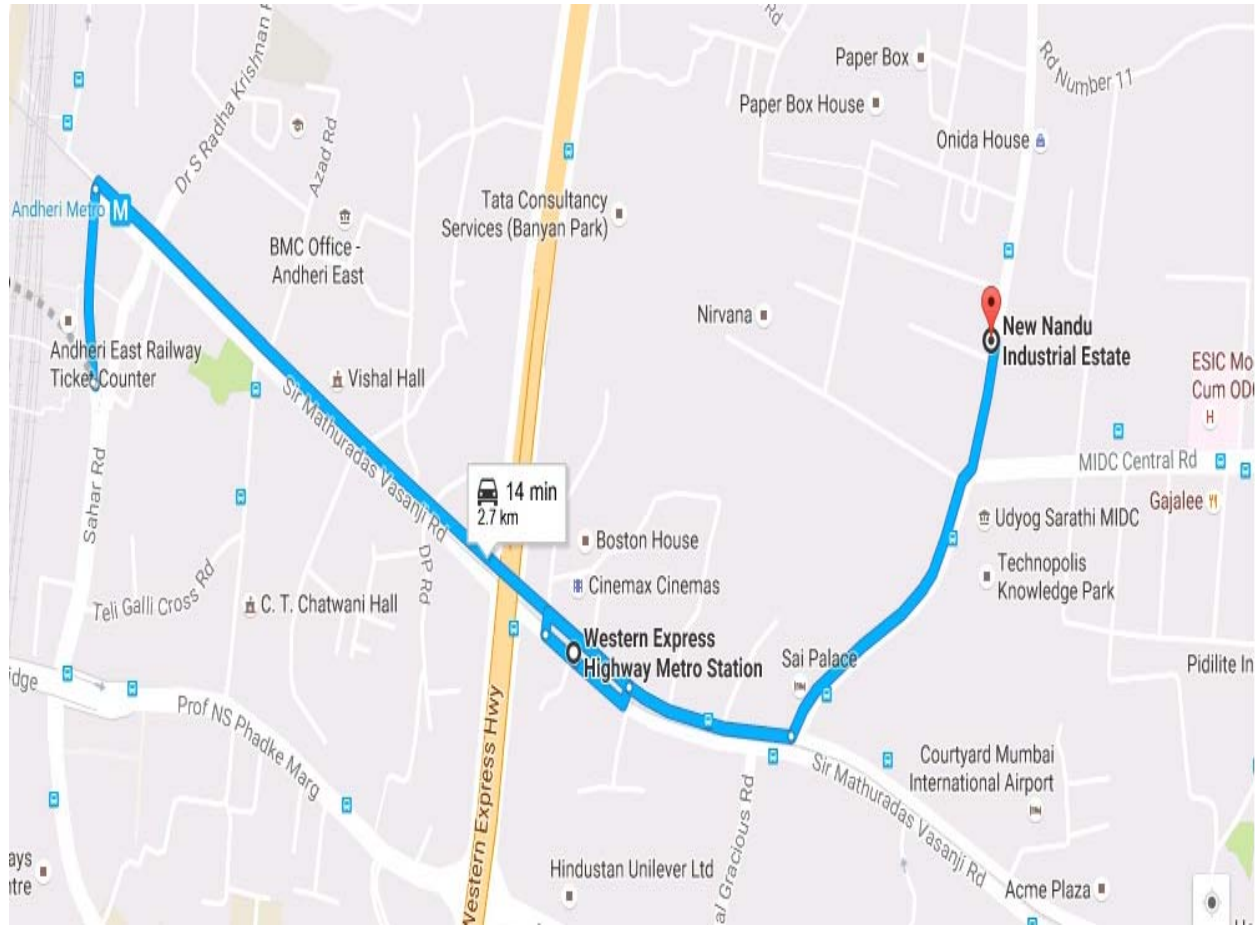 Rd
Paper Box
Rd Number 11
Paper Box House
Onida House
Dr S Radha Krishnan
Azad Rd
Tata Consultancy
Services (Banyan Park)
Andheri Metro
M
BMC Office -
Andheri East
Nirvana
New Nandu
Industrial Estate
Andheri East Railway
Ticket Counter
ESIC Mo
Cum OD
H
Vishal Hall
Sir Mathuradas Vasanji Rd
MIDC Central Rd
Sahar Rd
14 min
2.7 km
Gajalee
Udyog Sarathi MIDC
Boston House
DP Rd
Technopolis
Knowledge Park
Cinemax Cinemas
Teli Galli Cross Rd
C. T. Chatwani Hall
Western Express
Highway Metro Station
Sai Palace
Pidilite In
idge
Prof NS Phadke Marg
Western Express Hwy
Courtyard Mumbai
International Airport
Sir Mathuradas Vasanji Rd
al Gracious Rd
Hindustan Unilever Ltd
ays
tre
Acme Plaza